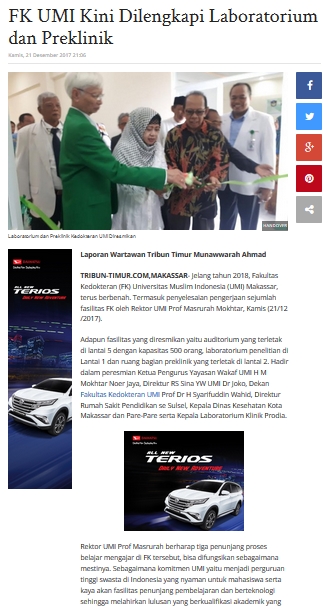 FK UMI Kini Dilengkapi Laboratorium
dan Preklinik
Kamis, 21 Desember 2017 21:06
HANDOVER
Laboratorium dan Preklinik Kedokteran UMI Diresmikan
Laporan Wartawan Tribun Timur Munawwarah Ahmad
TRIBUN-TIMUR.COM,MAKASSAR- Jelang tahun 2018, Fakultas
Kedokteran (FK) Universitas Muslim Indonesia (UMI) Makassar,
terus berbenah. Termasuk penyelesaian pengerjaan sejumlah
fasilitas FK oleh Rektor UMI Prof Masrurah Mokhtar, Kamis (21/12
/2017).
Adapun fasilitas yang diresmikan yaitu auditorium yang terletak
di lantai 5 dengan kapasitas 500 orang, laboratorium penelitian di
Lantai 1 dan ruang bagian preklinik yang terletak di lantai 2. Hadir
dalam peresmian Ketua Pengurus Yayasan Wakaf UMI H M
Mokhtar Noer Jaya, Direktur RS Sina YW UMI Dr Joko, Dekan
Fakultas Kedokteran UMI Prof Dr H Syarifuddin Wahid, Direktur
Rumah Sakit Pendidikan se Sulsel, Kepala Dinas Kesehatan Kota
Makassar dan Pare-Pare serta Kepala Laboratorium Klinik Prodia.
DAIHATSU
ALL NEW
TERIOS
ONLY NEW ADVENTURE
ALL NEW
TERIOS
ONLY NEW ADVENTURE
Rektor UMI Prof Masrurah berharap tiga penunjang proses
belajar mengajar di FK tersebut, bisa difungsikan sebagaimana
mestinya. Sebagaimana komitmen UMI yaitu menjadi perguruan
tinggi swasta di Indonesia yang nyaman untuk mahasiswa serta
kaya akan fasilitas penunjang pembelajaran dan berteknologi
sehingga melahirkan lulusan yang berkualifikasi akademik yang